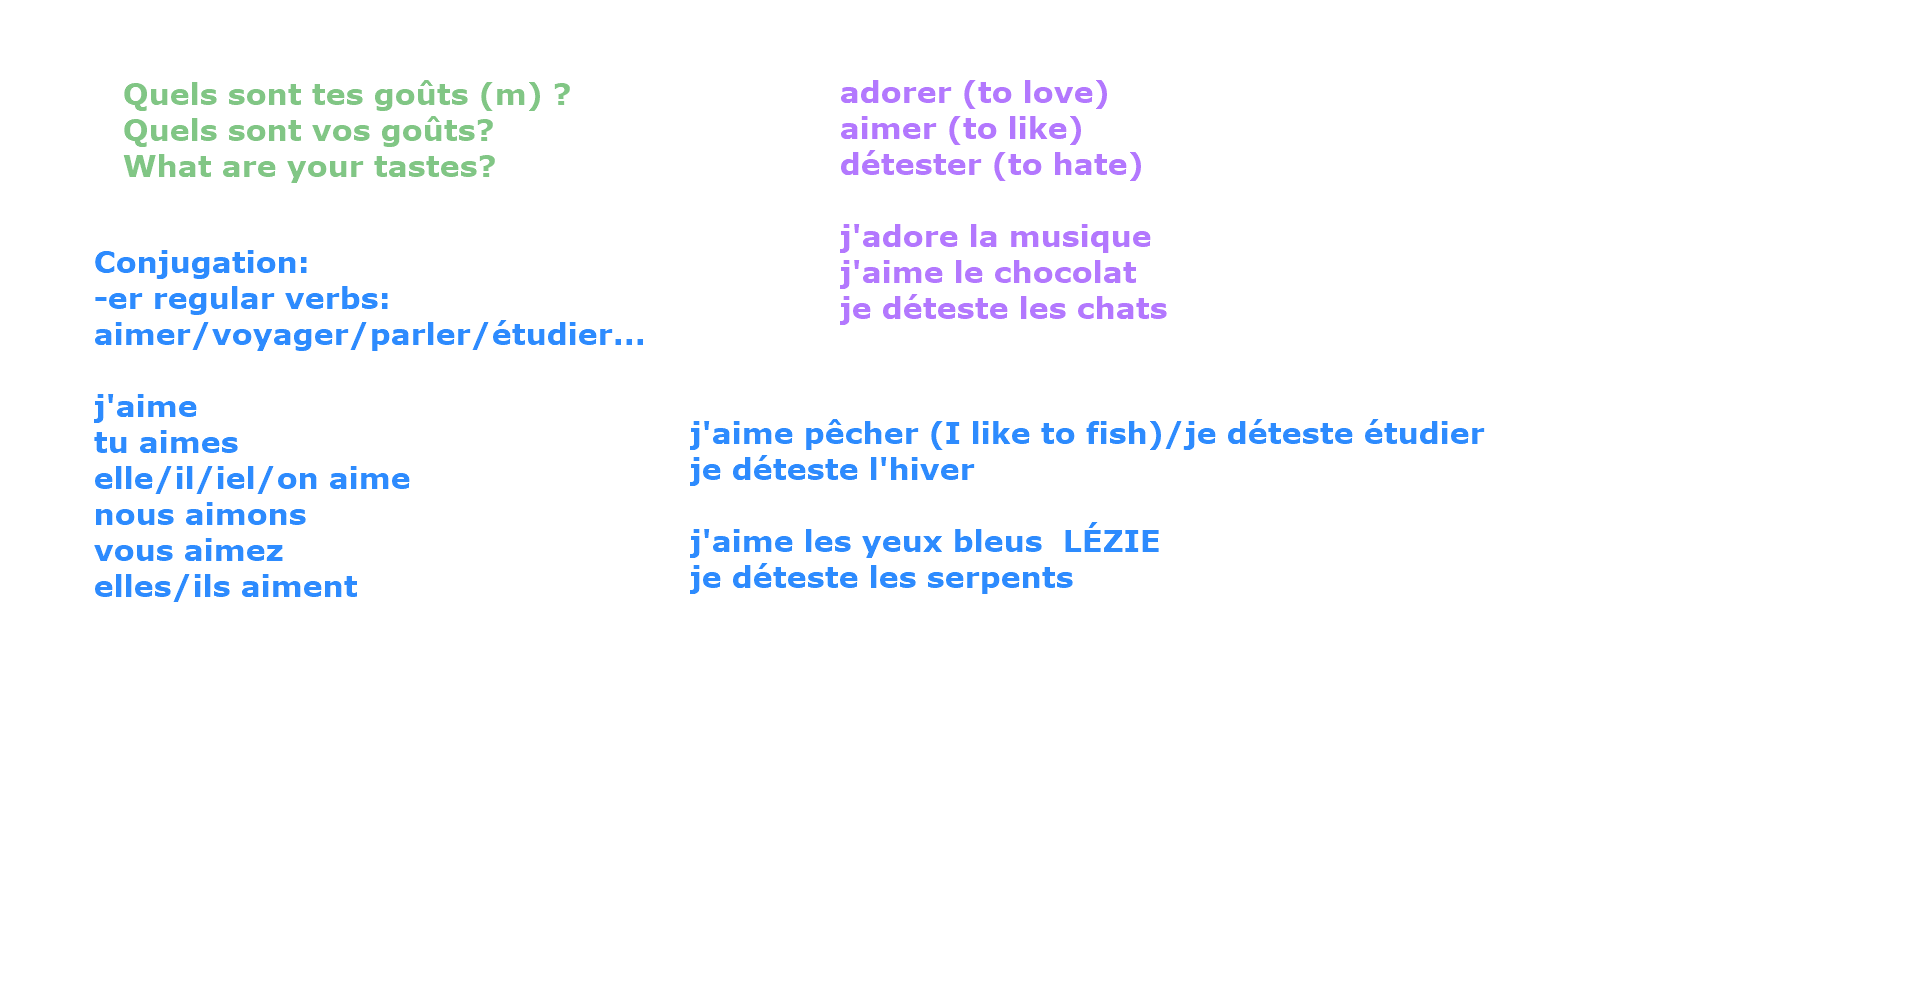 Quels sont tes goûts (m) ?
Quels sont vos goûts?
What are your tastes?
adorer (to love)
aimer (to like)
détester (to hate)
j'adore la musique
j'aime le chocolat
je déteste les chats
Conjugation:
-er regular verbs:
aimer/voyager/parler/étudier...
j'aime
tu aimes
elle/il/iel/on aime
nous aimons
vous aimez
elles/ils aiment
j'aime pêcher (I like to fish)/je déteste étudier
je déteste l'hiver
j'aime les yeux bleus  LÉZIE
je déteste les serpents